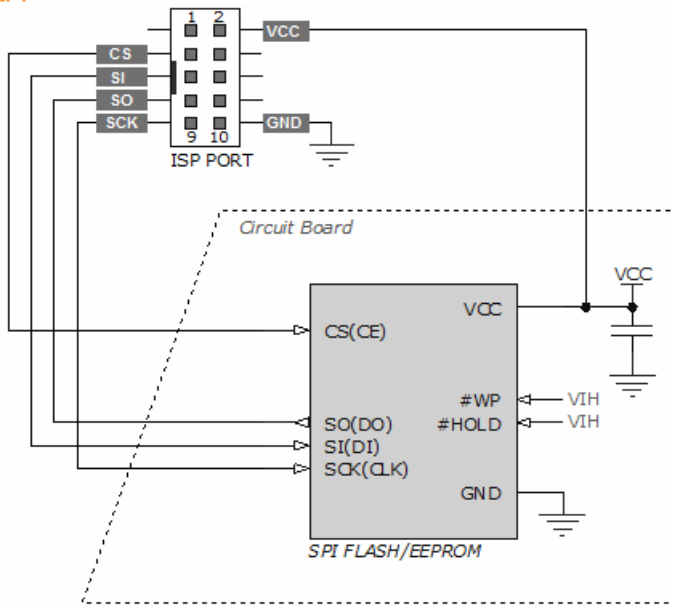 1 2
VCC
CS
SI
SO
SCK
GND
9 10
ISP PORT
Circuit Board
VCC
VCC
CS(CE)
#WP
VIH
SO(DO)
#HOLD
VIH
SI(DI)
SCK(CLK)
GND
SPI FLASH/EEPROM